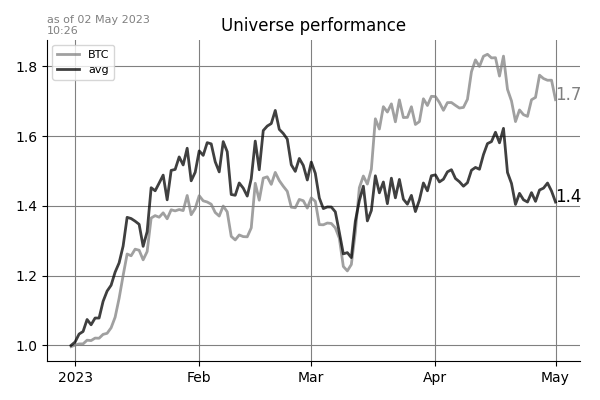 as of 02 May 2023
10:26
Universe performance
BTC
avg
1.8
1.6
1.4
1.2
1.0
1.7
1.4
2023
Feb
Mar
Apr
May